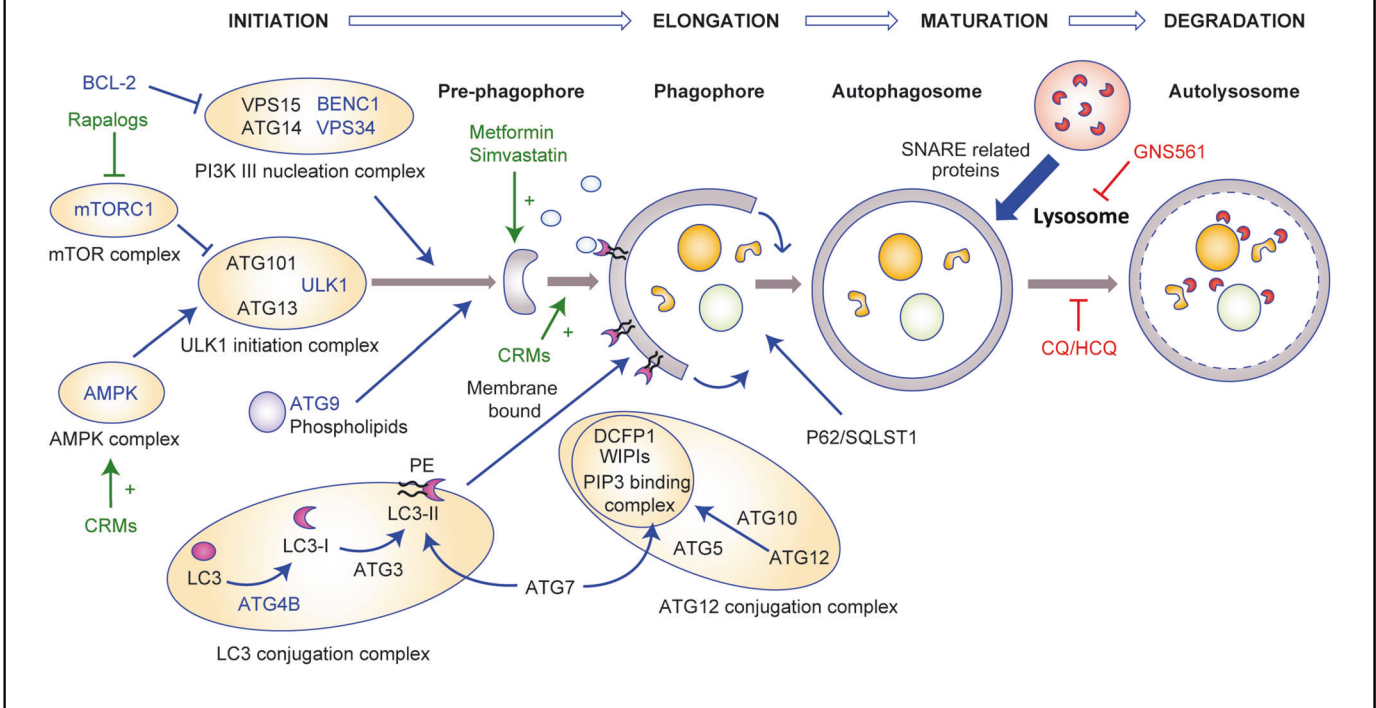 INITIATION
ELONGATION
MATURATION
DEGRADATION
BCL-2
Rapalogs
VPS15 BENC1
ATG14 VPS34
PI3K III nucleation complex
Pre-phagophore
Phagophore
Autophagosome
Autolysosome
Metformin
Simvastatin
+
SNARE related
proteins
GNS561
Lysosome
mTORC1
mTOR complex
ATG101
ULK1
ATG13
ULK1 initiation complex
+
CRMs
CQ/HCQ
AMPK
AMPK complex
+
CRMs
ATG9
Phospholipids
Membrane
bound
P62/SQLST1
PE
LC3-II
LC3-I
LC3
ATG3
ATG4B
LC3 conjugation complex
ATG7
DCFP1
WIPIs
PIP3 binding
complex
ATG10
ATG5
ATG12
ATG12 conjugation complex